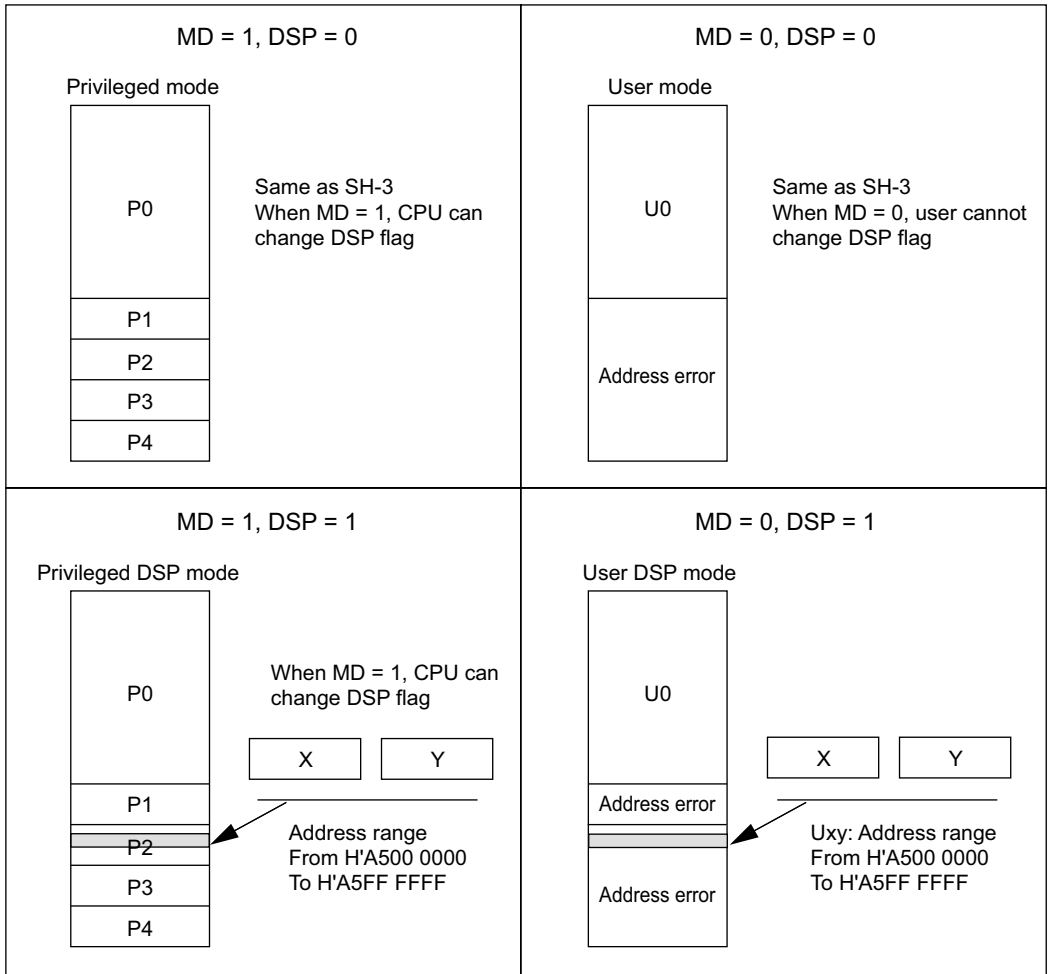 MD = 1, DSP = 0
Privileged mode
P0
Same as SH-3
When MD = 1, CPU can
change DSP flag
P1
P2
P3
P4
MD = 0, DSP = 0
User mode
U0
Same as SH-3
When MD = 0, user cannot
change DSP flag
Address error
MD = 1, DSP = 1
Privileged DSP mode
P0
When MD = 1, CPU can
change DSP flag
X Y
P1
P2
Address range
From H'A500 0000
To H'A5FF FFFF
P3
P4
MD = 0, DSP = 1
User DSP mode
U0
X Y
Address error
Uxy: Address range
From H'A500 0000
To H'A5FF FFFF
Address error